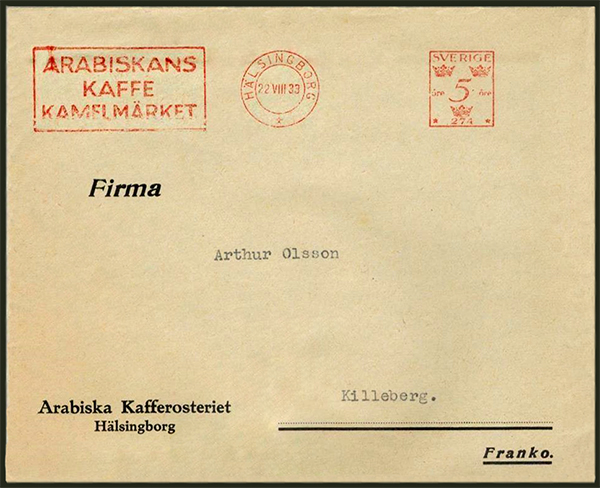 ARABISKANS
KAFFE
KAMELMÄRKET
HÄLSINGBORG
22 VIII 33
SVERIGE
öre 5 öre
* 274 *
Firma
Arthur Olsson
Killeberg.
Arabiska Kafferosteriet
Hälsingborg
Franko.